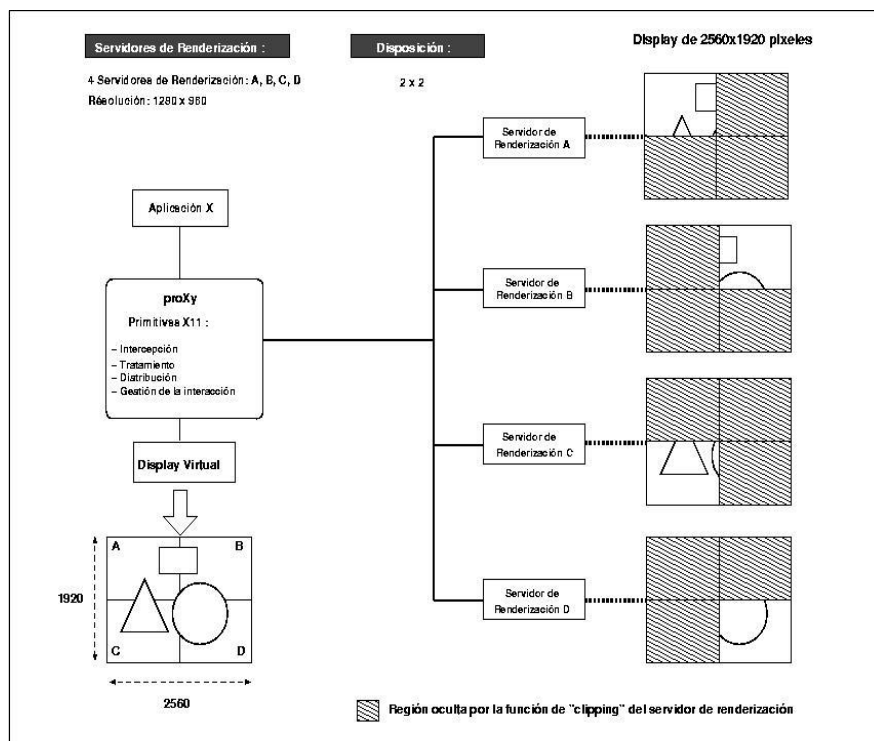 Servidores de Renderización :
Disposición :
Display de 2560x1920 pixeles
4 Servidores de Renderización: A, B, C, D
2 x 2
Résolución: 1280 x 960
Servidor de
Renderización A
Aplicación X
Servidor de
Renderización B
proXy
Primitivas X11 :
– Intercepción
– Tratamiento
– Distribución
– Gestión de la interacción
Servidor de
Renderización C
Display Virtual
A
B
1920
C
D
2560
Servidor de
Renderización D
Región oculta por la función de "clipping" del servidor de renderización